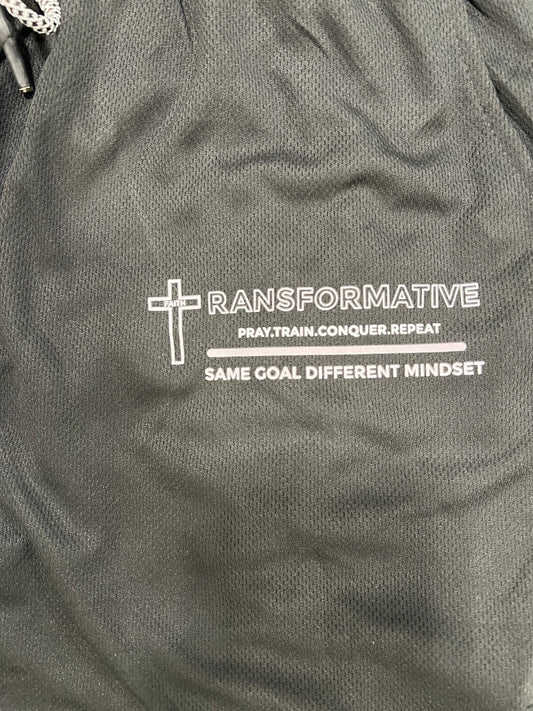 FAITH RANSFORMATIVE
PRAY.TRAIN.CONQUER.REPEAT
SAME GOAL DIFFERENT MINDSET